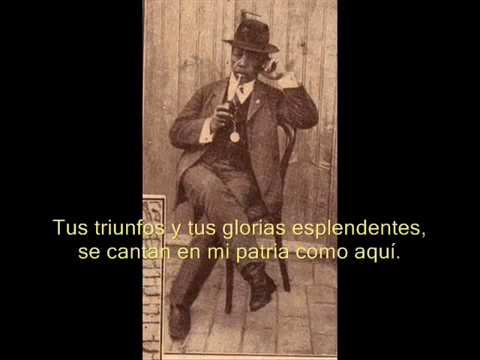 Tus triunfos y tus glorias esplendentes,
se cantan en mi patria como aquí.